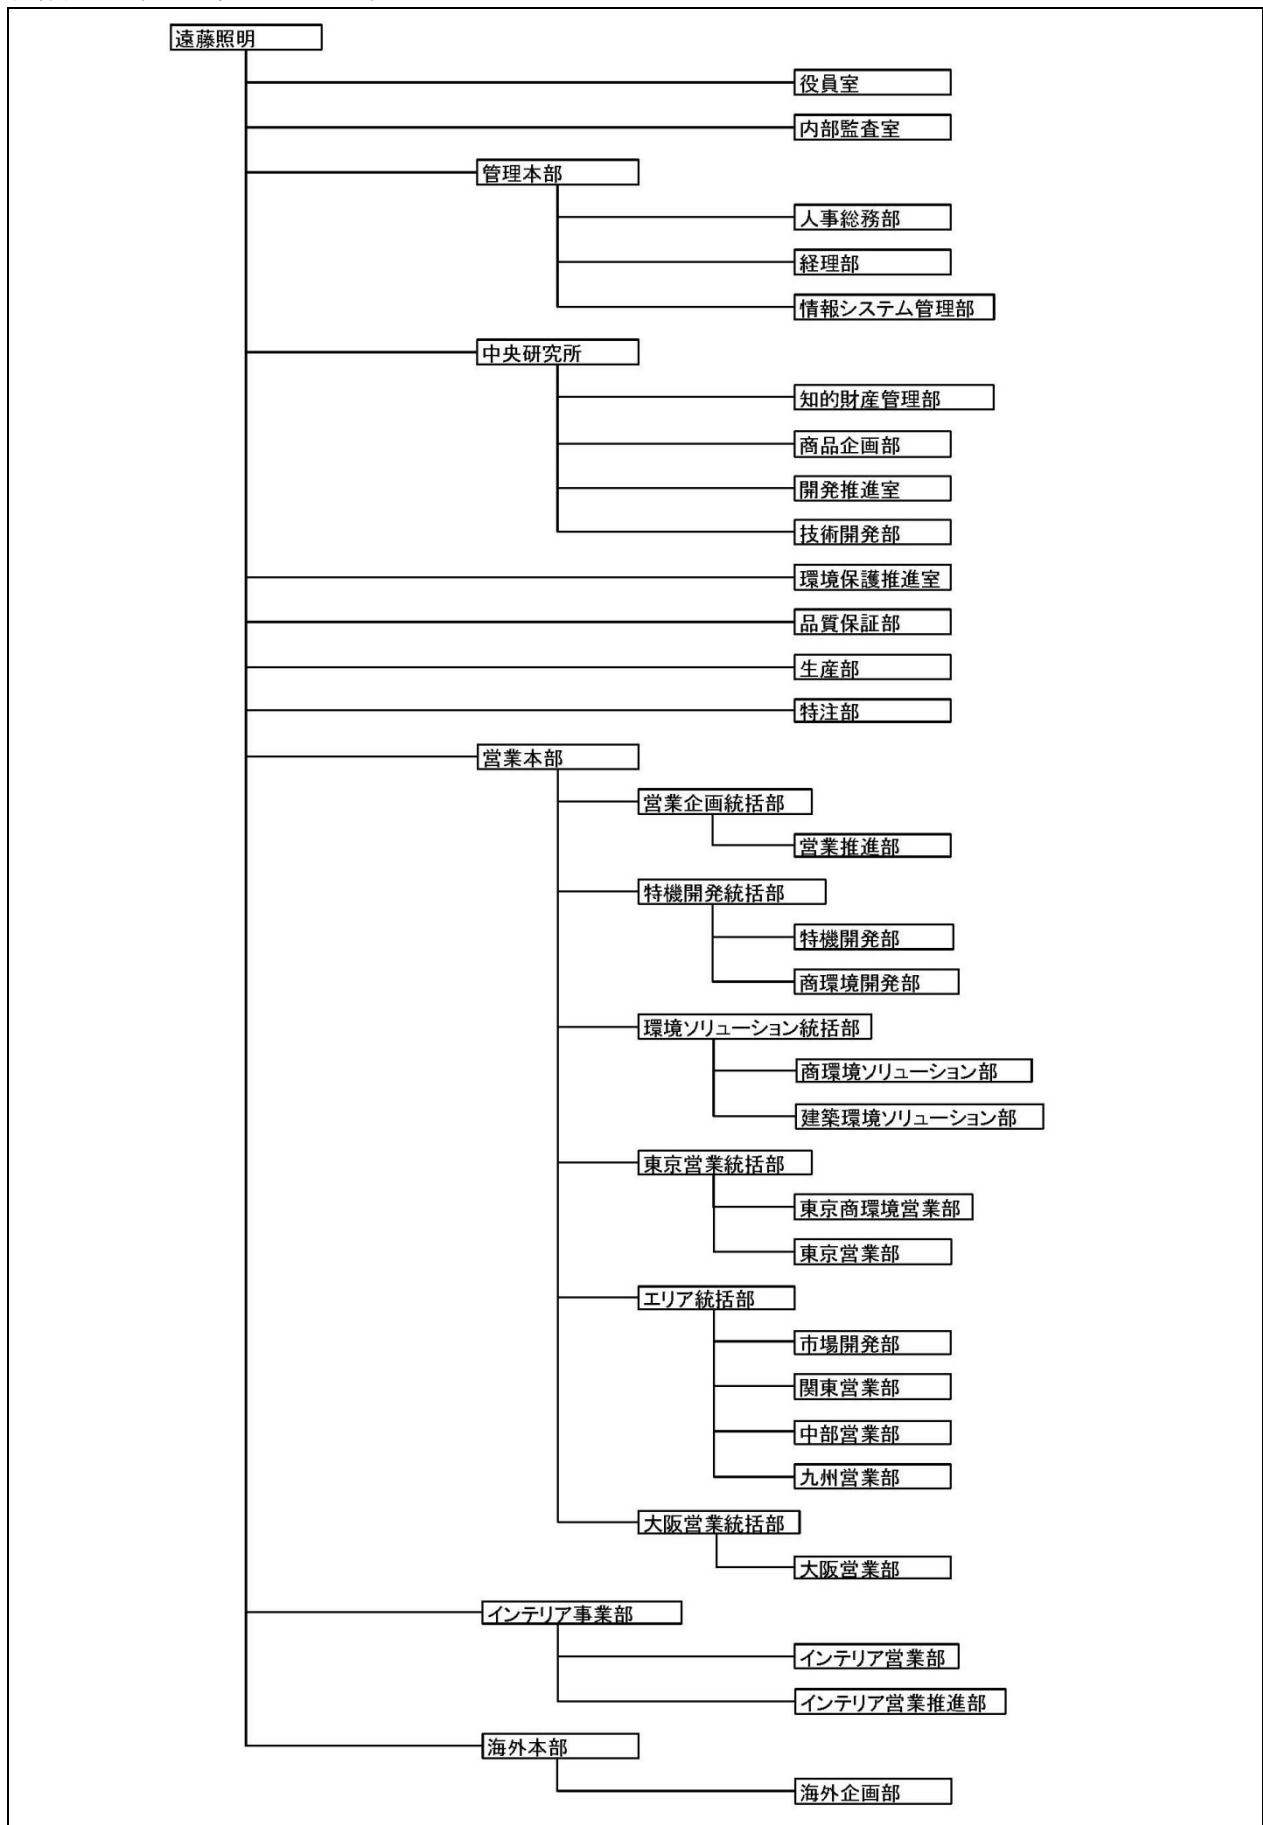 遠藤照明
役員室
内部監査室
管理本部
人事総務部
経理部
情報システム管理部
中央研究所
知的財産管理部
商品企画部
開発推進室
技術開発部
環境保護推進室
品質保証部
生産部
特注部
営業本部
営業企画統括部
営業推進部
特機開発統括部
特機開発部
商環境開発部
環境ソリューション統括部
商環境ソリューション部
建築環境ソリューション部
東京営業統括部
東京商環境営業部
東京営業部
エリア統括部
市場開発部
関東営業部
中部営業部
九州営業部
大阪営業統括部
大阪営業部
インテリア事業部
インテリア営業部
インテリア営業推進部
海外本部
海外企画部